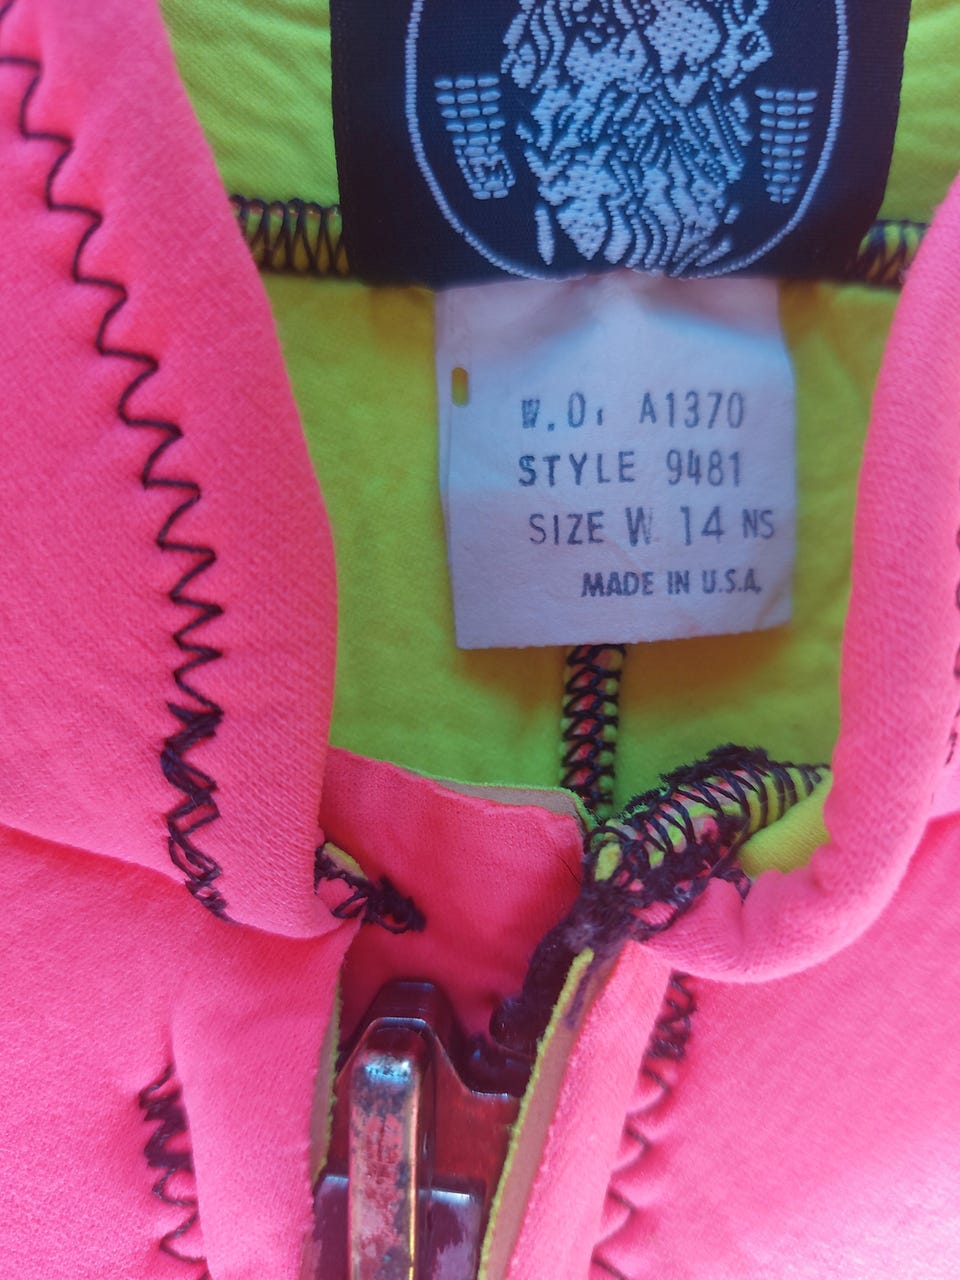 W.O. A1370
STYLE 9481
SIZE W 14 NS
MADE IN U.S.A.